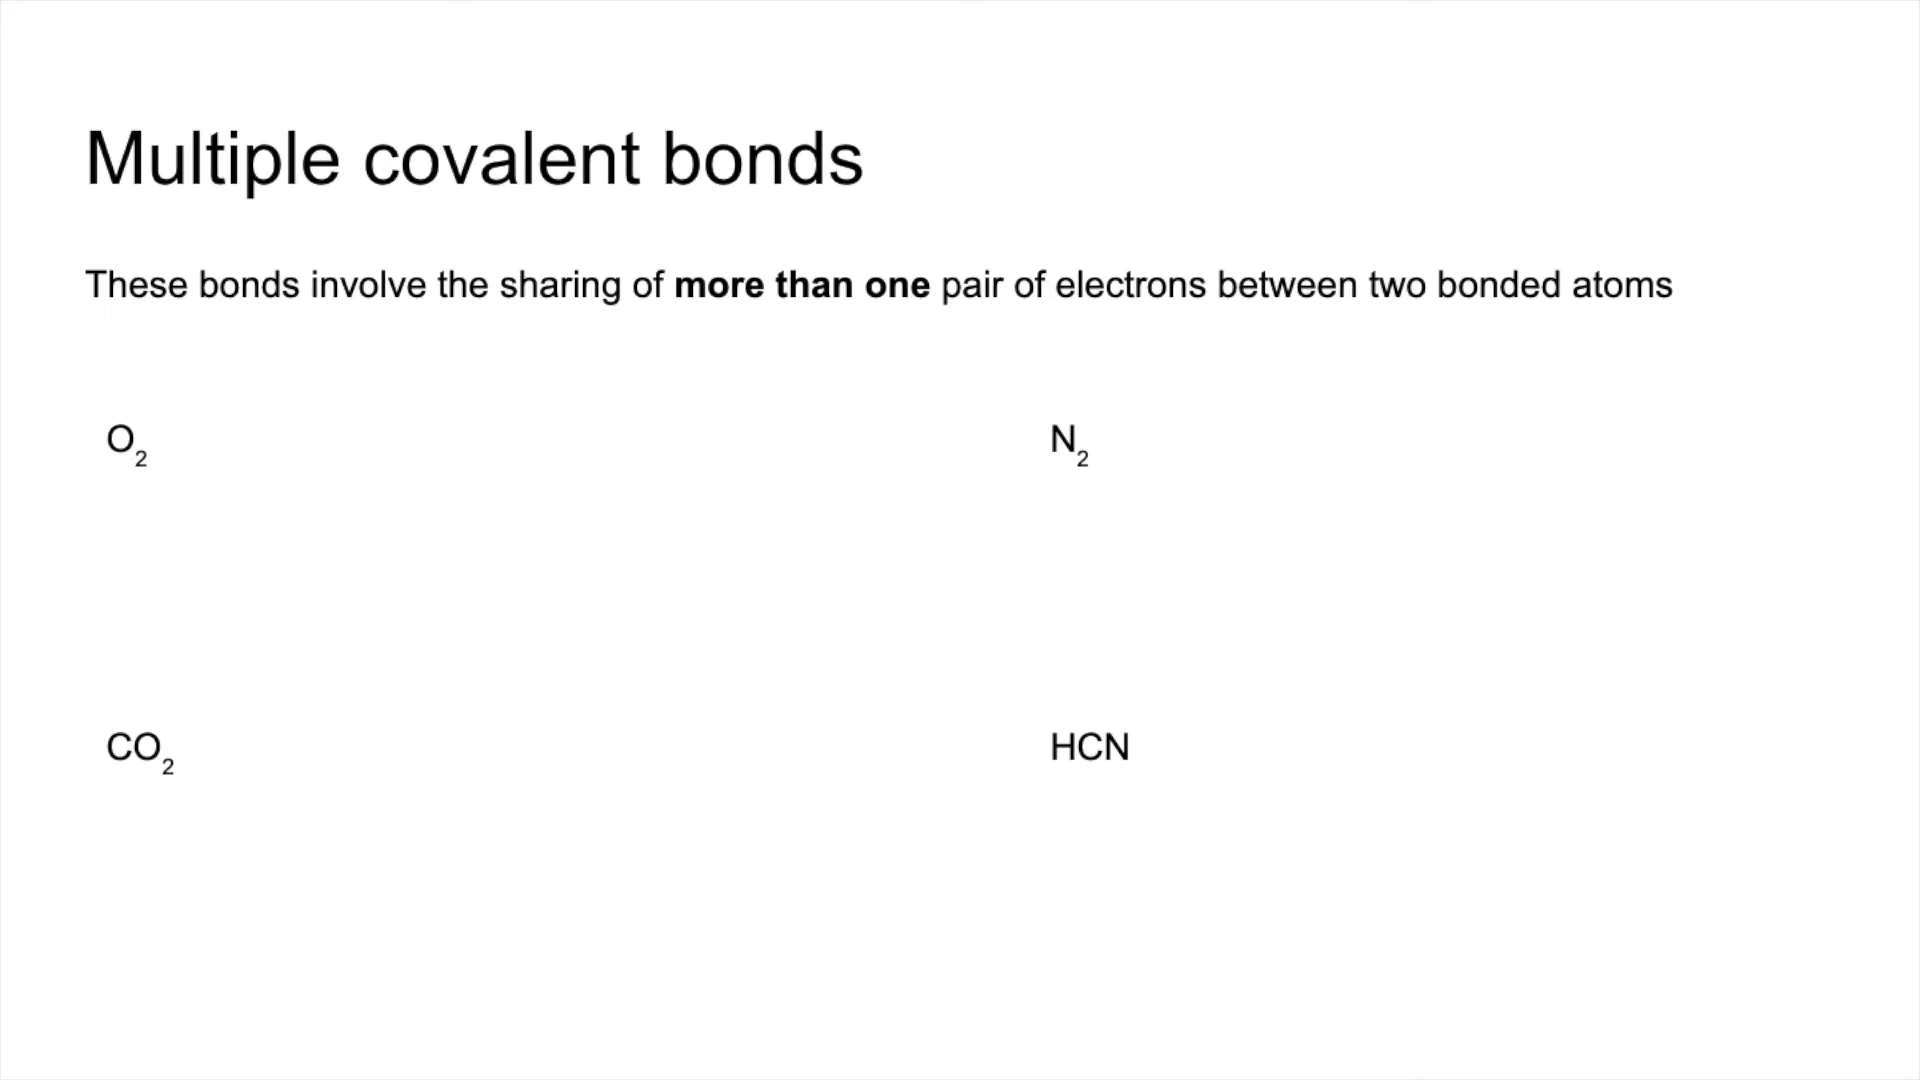 Multiple covalent bonds
These bonds involve the sharing of more than one pair of electrons between two bonded atoms
O₂
N₂
CO₂
HCN